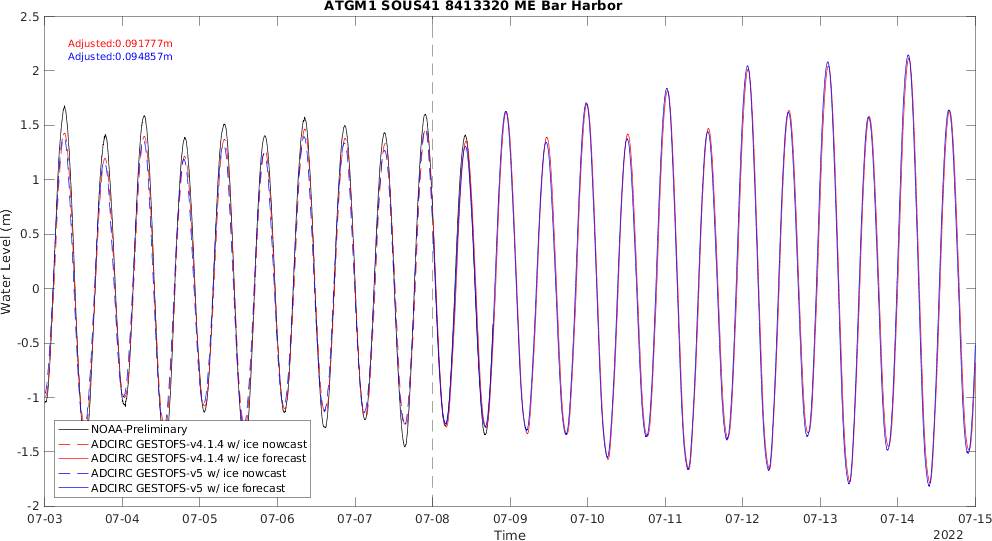 ATGM1 SOUS41 8413320 ME Bar Harbor
2.5
2
1.5
1
0.5
0
-0.5
-1
-1.5
-2
Water Level (m)
Adjusted:0.091777m
Adjusted:0.094857m
NOAA-Preliminary
ADCIRC GESTOFS-v4.1.4 w/ ice nowcast
ADCIRC GESTOFS-v4.1.4 w/ ice forecast
ADCIRC GESTOFS-v5 w/ ice nowcast
ADCIRC GESTOFS-v5 w/ ice forecast
07-03 07-04 07-05 07-06 07-07 07-08 07-09 07-10 07-11 07-12 07-13 07-14 07-15
Time
2022